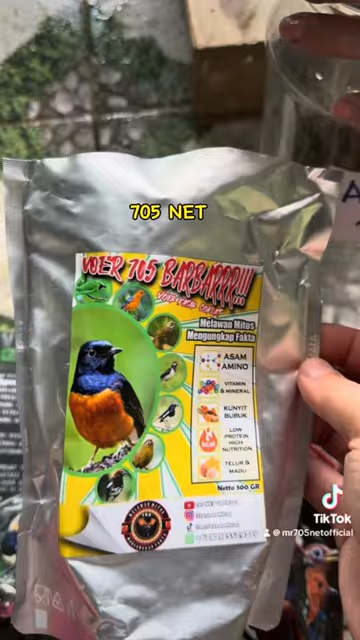 705 NET
VOER 705 BARBARRR!!!
Melawan Mitos
Mengungkap Fakta
ASAM
AMINO
VITAMIN
& MINERAL
KUNYIT
BUBUK
LOW
PROTEIN
HIGH
NUTRITION
TELUR &
MADU
Netto 300 GR
TikTok
@ mr705netofficial